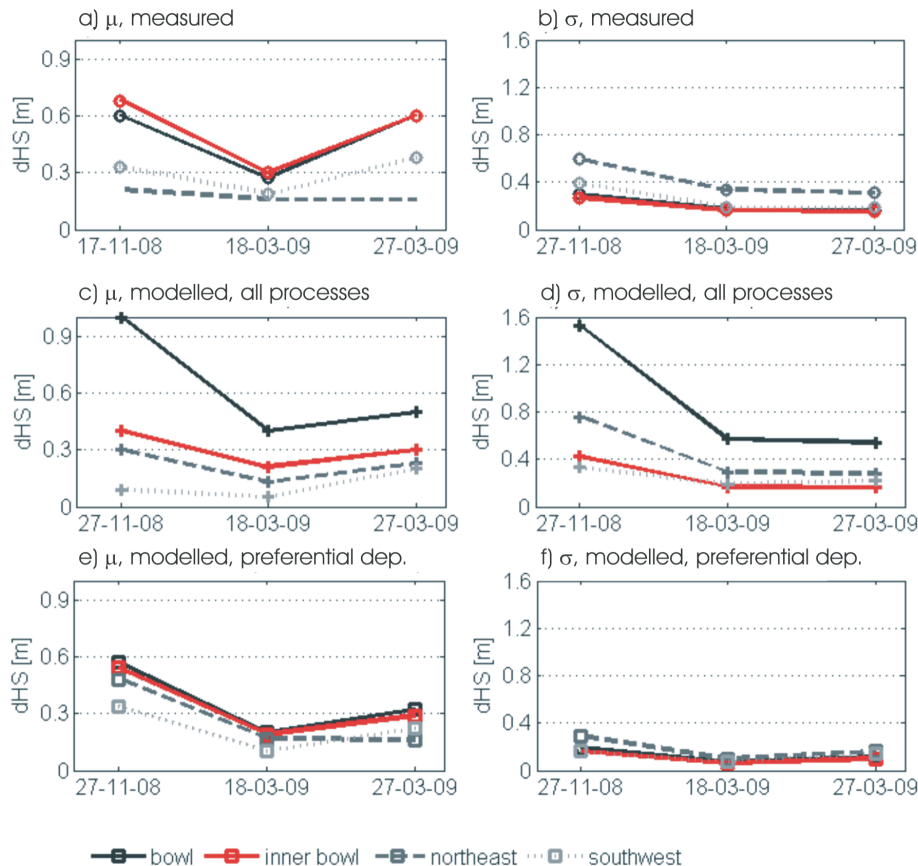 a) μ, measured
dHS [m]
0.9
0.6
0.3
0
17-11-08 18-03-09 27-03-09
b) σ, measured
dHS [m]
1.6
1.2
0.8
0.4
0
27-11-08 18-03-09 27-03-09
c) μ, modelled, all processes
dHS [m]
0.9
0.6
0.3
0
27-11-08 18-03-09 27-03-09
d) σ, modelled, all processes
dHS [m]
1.6
1.2
0.8
0.4
0
27-11-08 18-03-09 27-03-09
e) μ, modelled, preferential dep.
dHS [m]
0.9
0.6
0.3
0
27-11-08 18-03-09 27-03-09
f) σ, modelled, preferential dep.
dHS [m]
1.6
1.2
0.8
0.4
0
27-11-08 18-03-09 27-03-09
bowl inner bowl northeast southwest